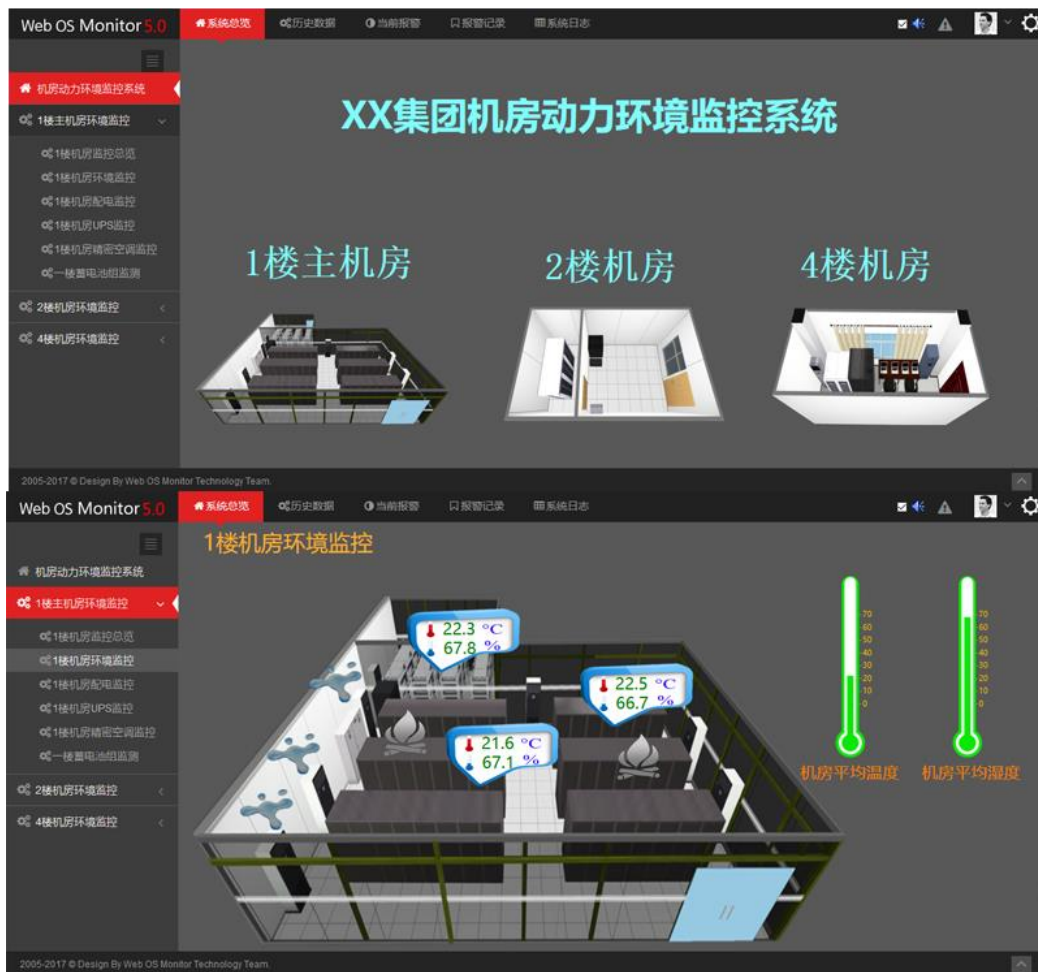 Web OS Monitor 5.0
系统总览
历史数据
当前报警
报警记录
系统日志
机房动力环境监控系统
1楼主机房环境监控
1楼机房监控总览
1楼机房环境监控
1楼机房配电监控
1楼机房UPS监控
1楼机房精密空调监控
一楼蓄电池组监测
2楼机房环境监控
4楼机房环境监控
XX集团机房动力环境监控系统
1楼主机房
2楼机房
4楼机房
2005-2017 © Design By Web OS Monitor Technology Team.
Web OS Monitor 5.0
系统总览
历史数据
当前报警
报警记录
系统日志
机房动力环境监控系统
1楼主机房环境监控
1楼机房监控总览
1楼机房环境监控
1楼机房配电监控
1楼机房UPS监控
1楼机房精密空调监控
一楼蓄电池组监测
2楼机房环境监控
4楼机房环境监控
1楼机房环境监控
22.3 °C
67.8 %
22.5 °C
66.7 %
21.6 °C
67.1 %
70
60
50
40
30
20
10
0
机房平均温度
70
60
50
40
30
20
10
0
机房平均湿度
2005-2017 © Design By Web OS Monitor Technology Team.